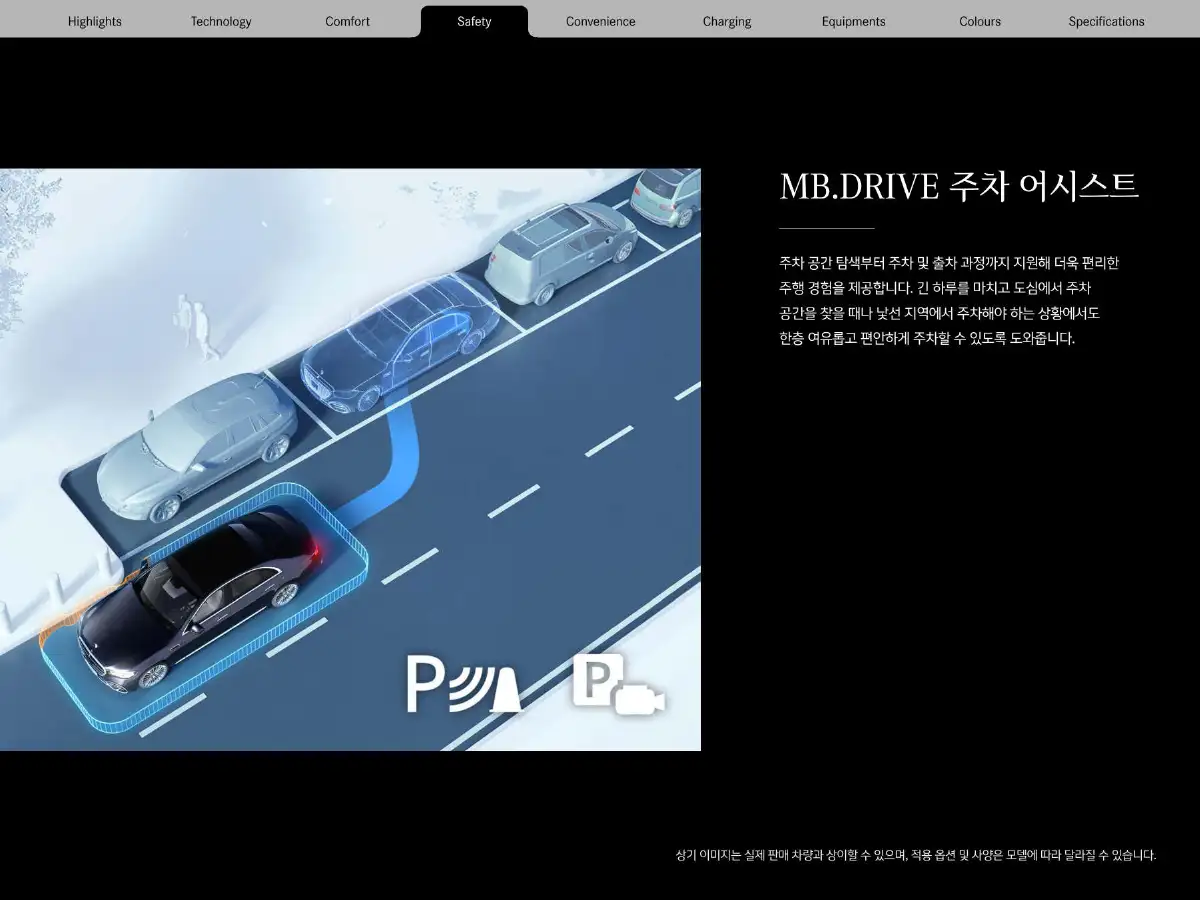 Highlights
Technology
Comfort
Safety
Convenience
Charging
Equipments
Colours
Specifications
MB.DRIVE 주차 어시스트
주차 공간 탐색부터 주차 및 출차 과정까지 지원해 더욱 편리한
주행 경험을 제공합니다. 긴 하루를 마치고 도심에서 주차
공간을 찾을 때나 낯선 지역에서 주차해야 하는 상황에서도
한층 여유롭고 편안하게 주차할 수 있도록 도와줍니다.
P
P
상기 이미지는 실제 판매 차량과 상이할 수 있으며, 적용 옵션 및 사양은 모델에 따라 달라질 수 있습니다.